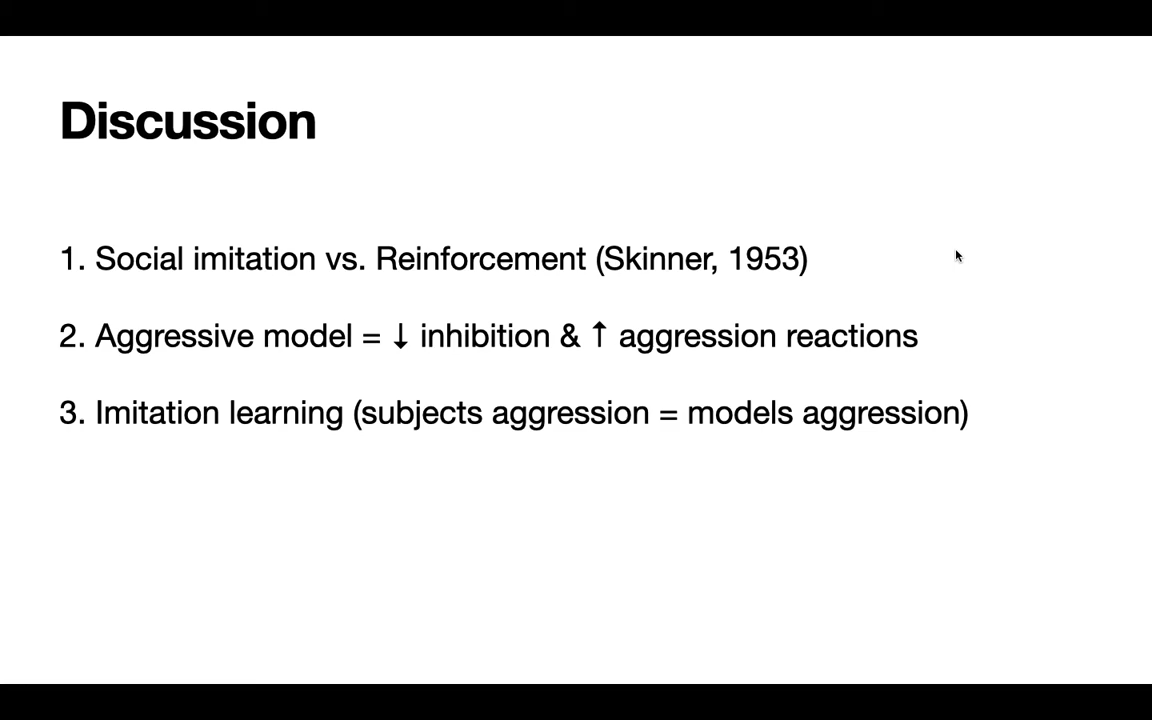 Discussion
1. Social imitation vs. Reinforcement (Skinner, 1953)
2. Aggressive model = ↓ inhibition & ↑ aggression reactions
3. Imitation learning (subjects aggression = models aggression)